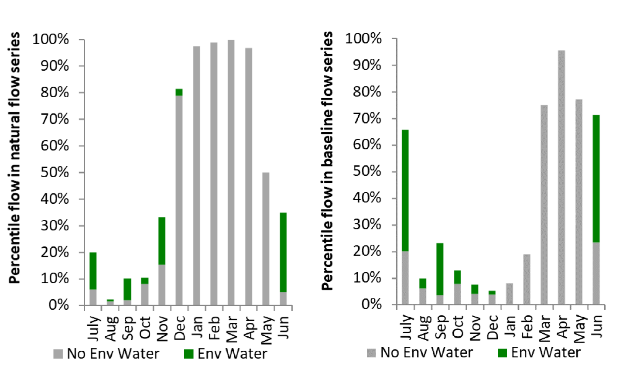 Percentile flow in natural flow series
100%
90%
80%
70%
60%
50%
40%
30%
20%
10%
0%
July
Aug
Sep
Oct
Nov
Dec
Jan
Feb
Mar
Apr
May
Jun
No Env Water
Env Water
Percentile flow in baseline flow series
100%
90%
80%
70%
60%
50%
40%
30%
20%
10%
0%
July
Aug
Sep
Oct
Nov
Dec
Jan
Feb
Mar
Apr
May
Jun
No Env Water
Env Water